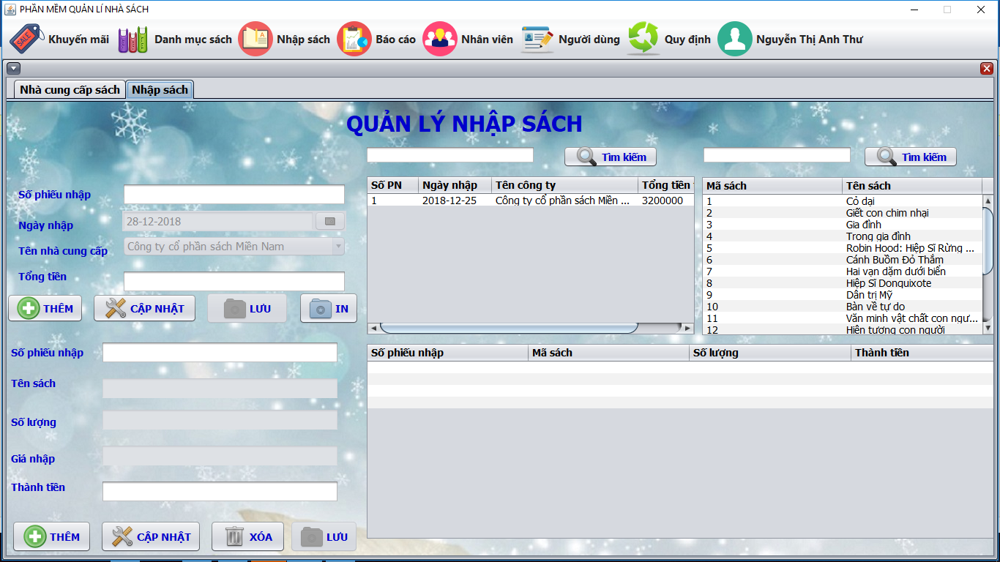 PHẦN MỀM QUẢN LÍ NHÀ SÁCH
SALE Khuyến mãi Danh mục sách Nhập sách Báo cáo Nhân viên Người dùng Quy định Nguyễn Thị Anh Thư
Nhà cung cấp sách Nhập sách
QUẢN LÝ NHẬP SÁCH
Tìm kiếm Tìm kiếm
Số phiếu nhập
Ngày nhập 28-12-2018
Tên nhà cung cấp Công ty cổ phần sách Miền Nam
Tổng tiền
THÊM CẬP NHẬT LƯU IN
Số PN Ngày nhập Tên công ty Tổng tiền
1 2018-12-25 Công ty cổ phần sách Miền ... 3200000
Mã sách Tên sách
1 Cỏ dại
2 Giết con chim nhại
3 Gia đình
4 Trong gia đình
5 Robin Hood: Hiệp Sĩ Rừng ...
6 Cánh Buồm Đỏ Thắm
7 Hai vạn dặm dưới biển
8 Hiệp Sĩ Donquixote
9 Dân trị Mỹ
10 Bàn về tự do
11 Văn minh vật chất con ngư...
12 Hiện tượng con người
Số phiếu nhập
Tên sách
Số lượng
Giá nhập
Thành tiền
THÊM CẬP NHẬT XÓA LƯU
Số phiếu nhập Mã sách Số lượng Thành tiền